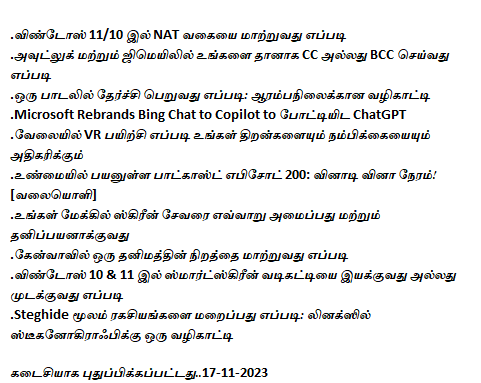 .விண்டோஸ் 11/10 இல் NAT வகையை மாற்றுவது எப்படி
.அவுட்லுக் மற்றும் ஜிமெயிலில் உங்களை தானாக CC அல்லது BCC செய்வது
எப்படி
.ஒரு பாடலில் தேர்ச்சி பெறுவது எப்படி: ஆரம்பநிலைக்கான வழிகாட்டி
.Microsoft Rebrands Bing Chat to Copilot to போட்டியிட ChatGPT
.வேலையில் VR பயிற்சி எப்படி உங்கள் திறன்களையும் நம்பிக்கையையும்
அதிகரிக்கும்
.உண்மையில் பயனுள்ள பாட்காஸ்ட் எபிசோட் 200: வினாடி வினா நேரம்!
[வலையொளி]
.உங்கள் மேக்கில் ஸ்கிரீன் சேவரை எவ்வாறு அமைப்பது மற்றும்
தனிப்பயனாக்குவது
.கேன்வாவில் ஒரு தனிமத்தின் நிறத்தை மாற்றுவது எப்படி
.விண்டோஸ் 10 & 11 இல் ஸ்மார்ட்ஸ்கிரீன் வடிகட்டியை இயக்குவது அல்லது
முடக்குவது எப்படி
.Steghide மூலம் ரகசியங்களை மறைப்பது எப்படி: லினக்ஸில்
ஸ்டீகனோகிராஃபிக்கு ஒரு வழிகாட்டி
கடைசியாக புதுப்பிக்கப்பட்டது..17-11-2023